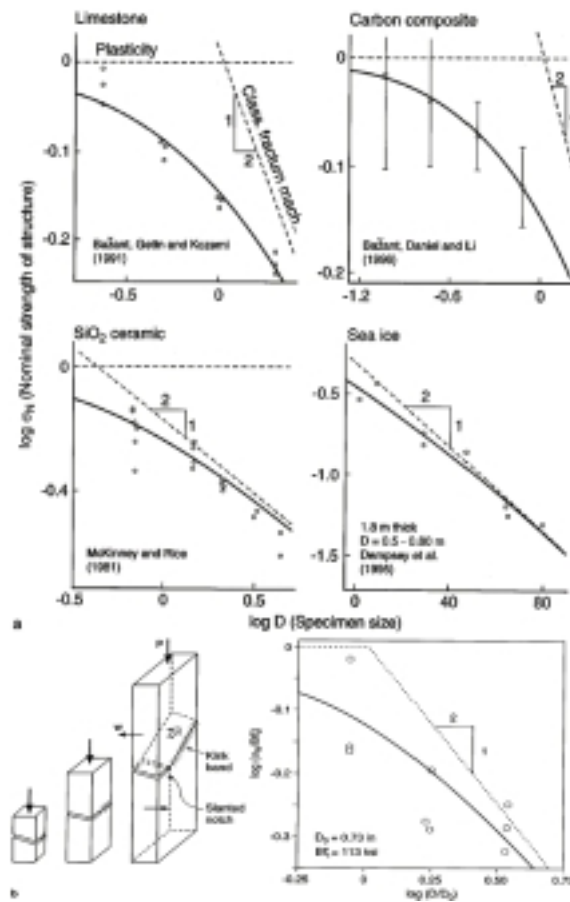 Limestone
Plasticity
0
-0.1
-0.2
-0.5
0
1
2
Class. fracture mech.
Bažant, Gettu and Kazemi
(1991)
Carbon composite
0
-0.1
-0.2
-1.2
-0.6
0
2
Bažant, Daniel and Li
(1996)
log σN (Nominal strength of structure)
SiO2 ceramic
0
-0.4
-0.8
-0.5
0
0.5
2
1
McKinney and Rice
(1981)
Sea ice
-0.5
-1.0
-1.5
0
40
80
2
1
1.8 m thick
D = 0.5 - 0.80 m
Dempsey et al.
a
log D (Specimen size)
P
Kink
band
Slanted
notch
b
0
-0.1
-0.2
-0.3
-0.25
0
0.25
0.50
0.75
2
1
log (D/D0)